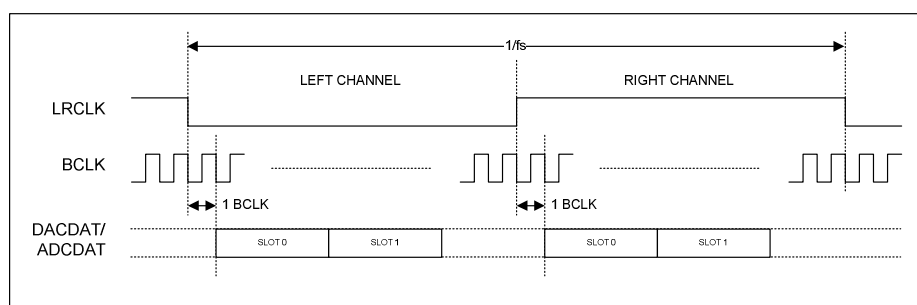 1/fs
LEFT CHANNEL
RIGHT CHANNEL
LRCLK
BCLK
1 BCLK
1 BCLK
DACDAT/
ADCDAT
SLOT 0
SLOT 1
SLOT 0
SLOT 1